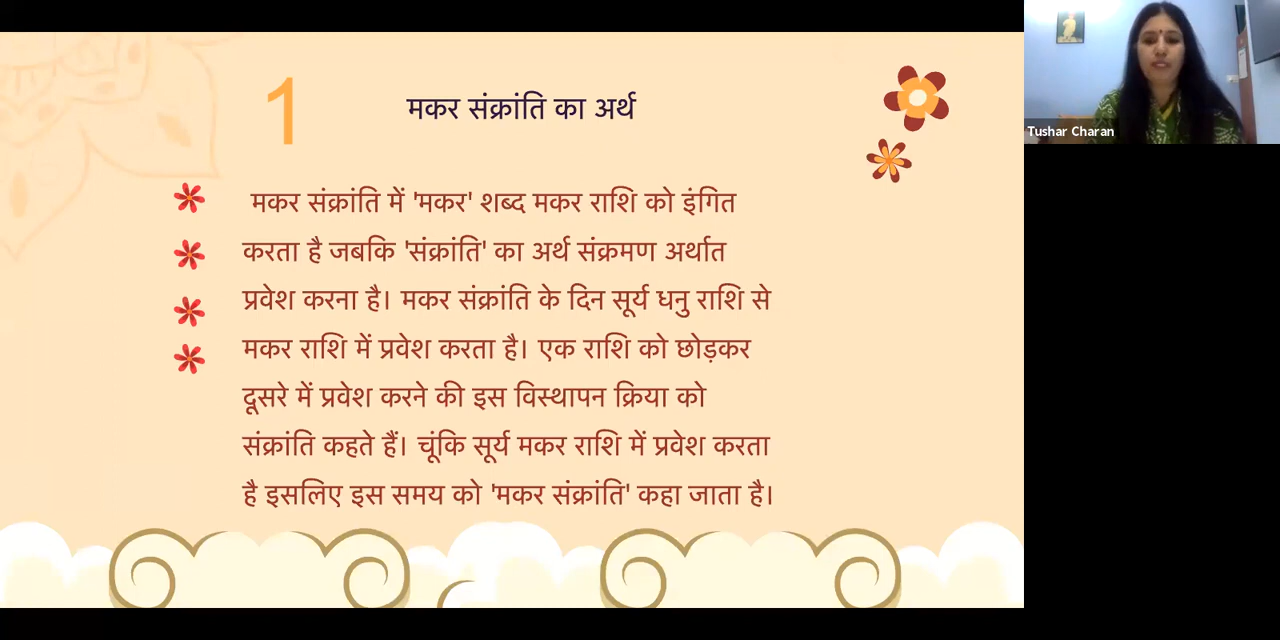 1
मकर संक्रांति का अर्थ
मकर संक्रांति में 'मकर' शब्द मकर राशि को इंगित
करता है जबकि 'संक्रांति' का अर्थ संक्रमण अर्थात
प्रवेश करना है। मकर संक्रांति के दिन सूर्य धनु राशि से
मकर राशि में प्रवेश करता है। एक राशि को छोड़कर
दूसरे में प्रवेश करने की इस विस्थापन क्रिया को
संक्रांति कहते हैं। चूंकि सूर्य मकर राशि में प्रवेश करता
है इसलिए इस समय को 'मकर संक्रांति' कहा जाता है।
Tushar Charan